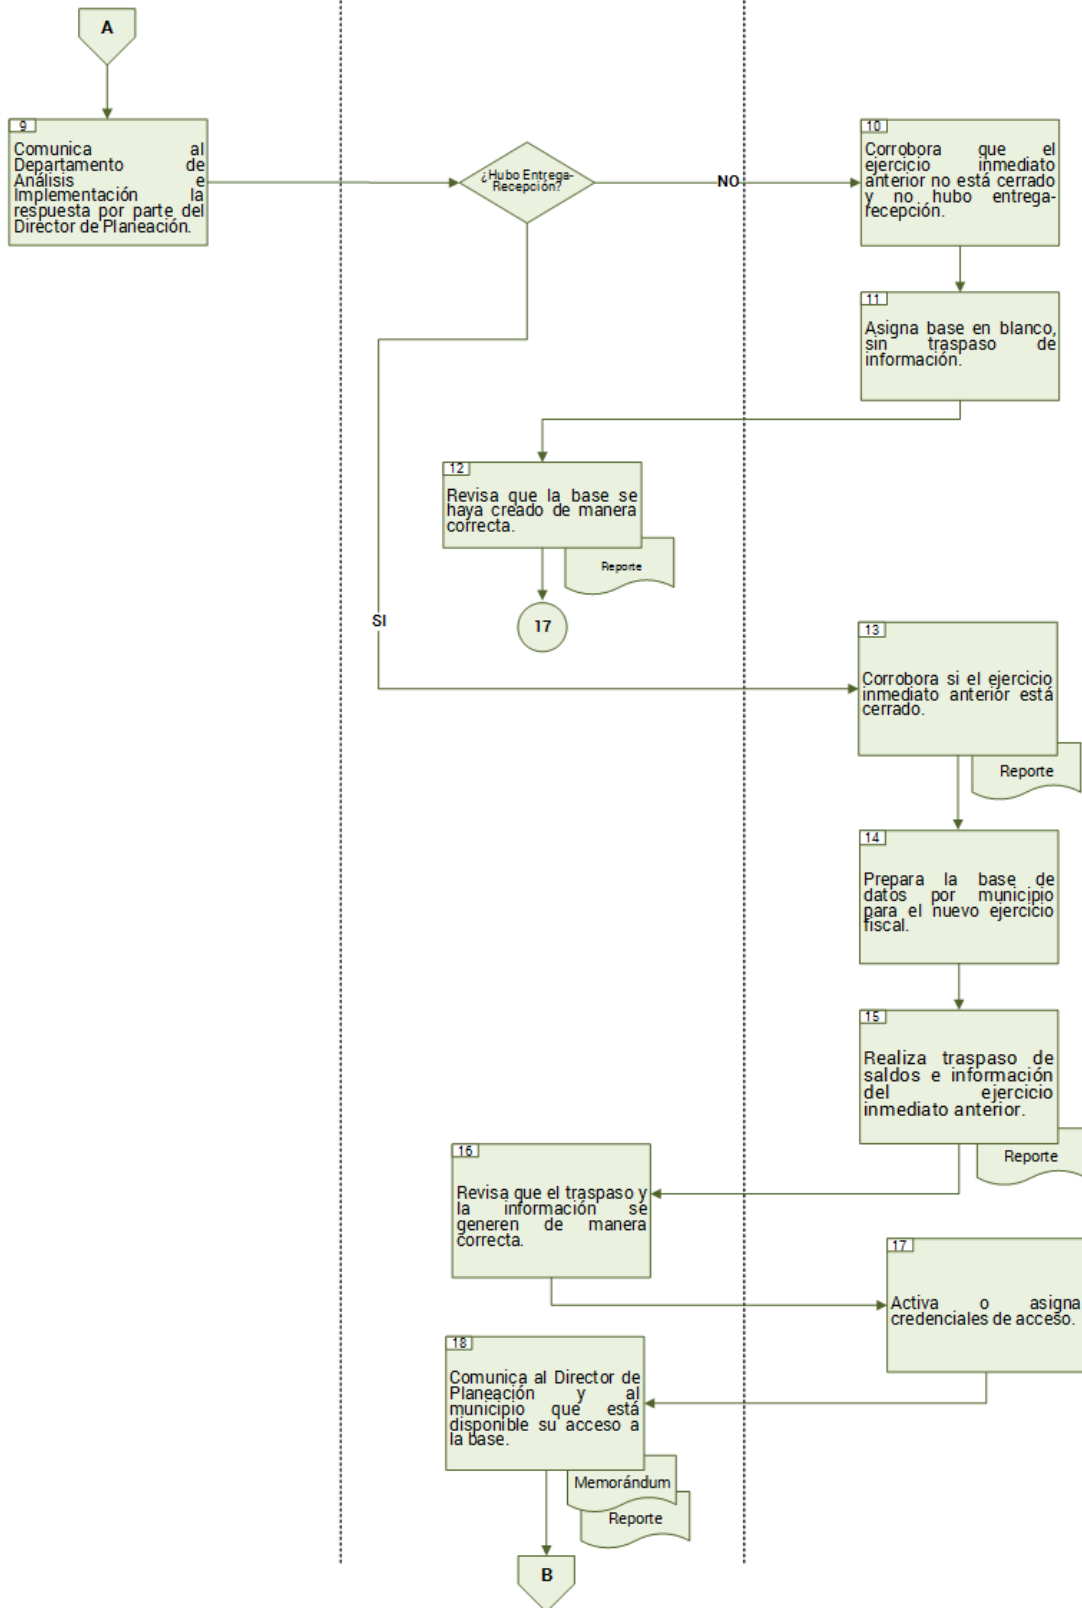 A
9
Comunica al
Departamento de
Análisis e
Implementación la
respuesta por parte del
Director de Planeación.
¿Hubo Entrega-
Recepción?
NO
10
Corrobora que el
ejercicio inmediato
anterior no está cerrado
y no hubo entrega-
recepción.
11
Asigna base en blanco,
sin traspaso de
información.
12
Revisa que la base se
haya creado de manera
correcta.
Reporte
17
SI
13
Corrobora si el ejercicio
inmediato anterior está
cerrado.
Reporte
14
Prepara la base de
datos por municipio
para el nuevo ejercicio
fiscal.
15
Realiza traspaso de
saldos e información
del ejercicio
inmediato anterior.
Reporte
16
Revisa que el traspaso y
la información se
generen de manera
correcta.
17
Activa o asigna
credenciales de acceso.
18
Comunica al Director de
Planeación y al
municipio que está
disponible su acceso a
la base.
Memorándum
Reporte
B